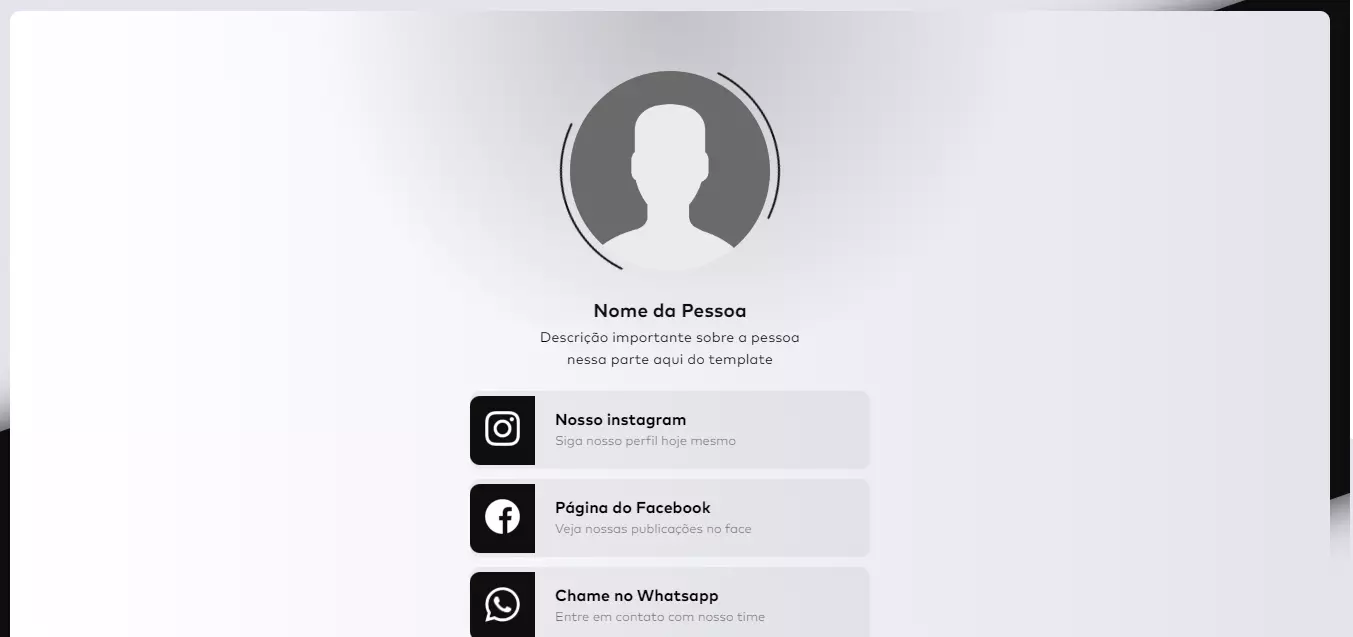 Nome da Pessoa
Descrição importante sobre a pessoa
nessa parte aqui do template
Nosso instagram
Siga nosso perfil hoje mesmo
Página do Facebook
Veja nossas publicações no face
Chame no Whatsapp
Entre em contato com nosso time